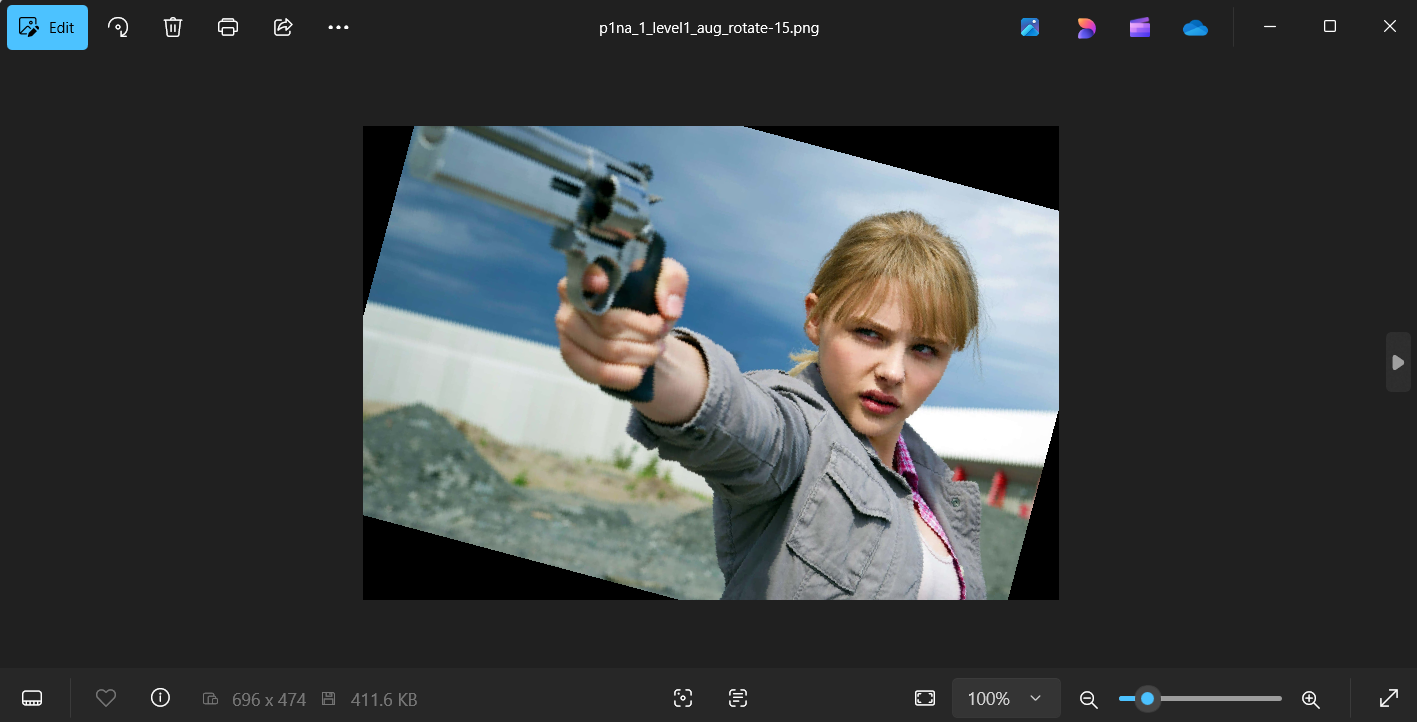 Edit
p1na_1_level1_aug_rotate-15.png
696 x 474
411.6 KB
100%